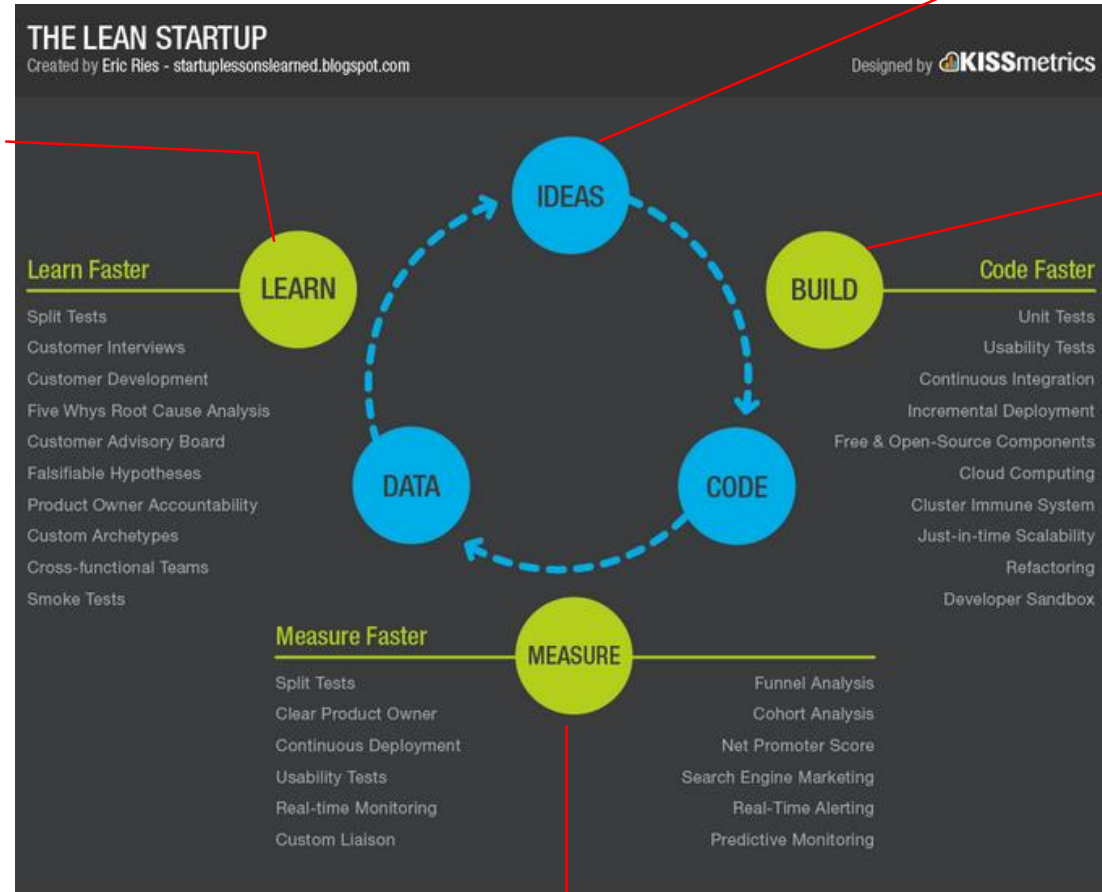 THE LEAN STARTUP
Created by Eric Ries - startuplessonslearned.blogspot.com
Designed by KISSmetrics
IDEAS
LEARN
BUILD
DATA
CODE
Learn Faster
Split Tests
Customer Interviews
Customer Development
Five Whys Root Cause Analysis
Customer Advisory Board
Falsifiable Hypotheses
Product Owner Accountability
Custom Archetypes
Cross-functional Teams
Smoke Tests
Code Faster
Unit Tests
Usability Tests
Continuous Integration
Incremental Deployment
Free & Open-Source Components
Cloud Computing
Cluster Immune System
Just-in-time Scalability
Refactoring
Developer Sandbox
Measure Faster
MEASURE
Split Tests
Clear Product Owner
Continuous Deployment
Usability Tests
Real-time Monitoring
Custom Liaison
Funnel Analysis
Cohort Analysis
Net Promoter Score
Search Engine Marketing
Real-Time Alerting
Predictive Monitoring